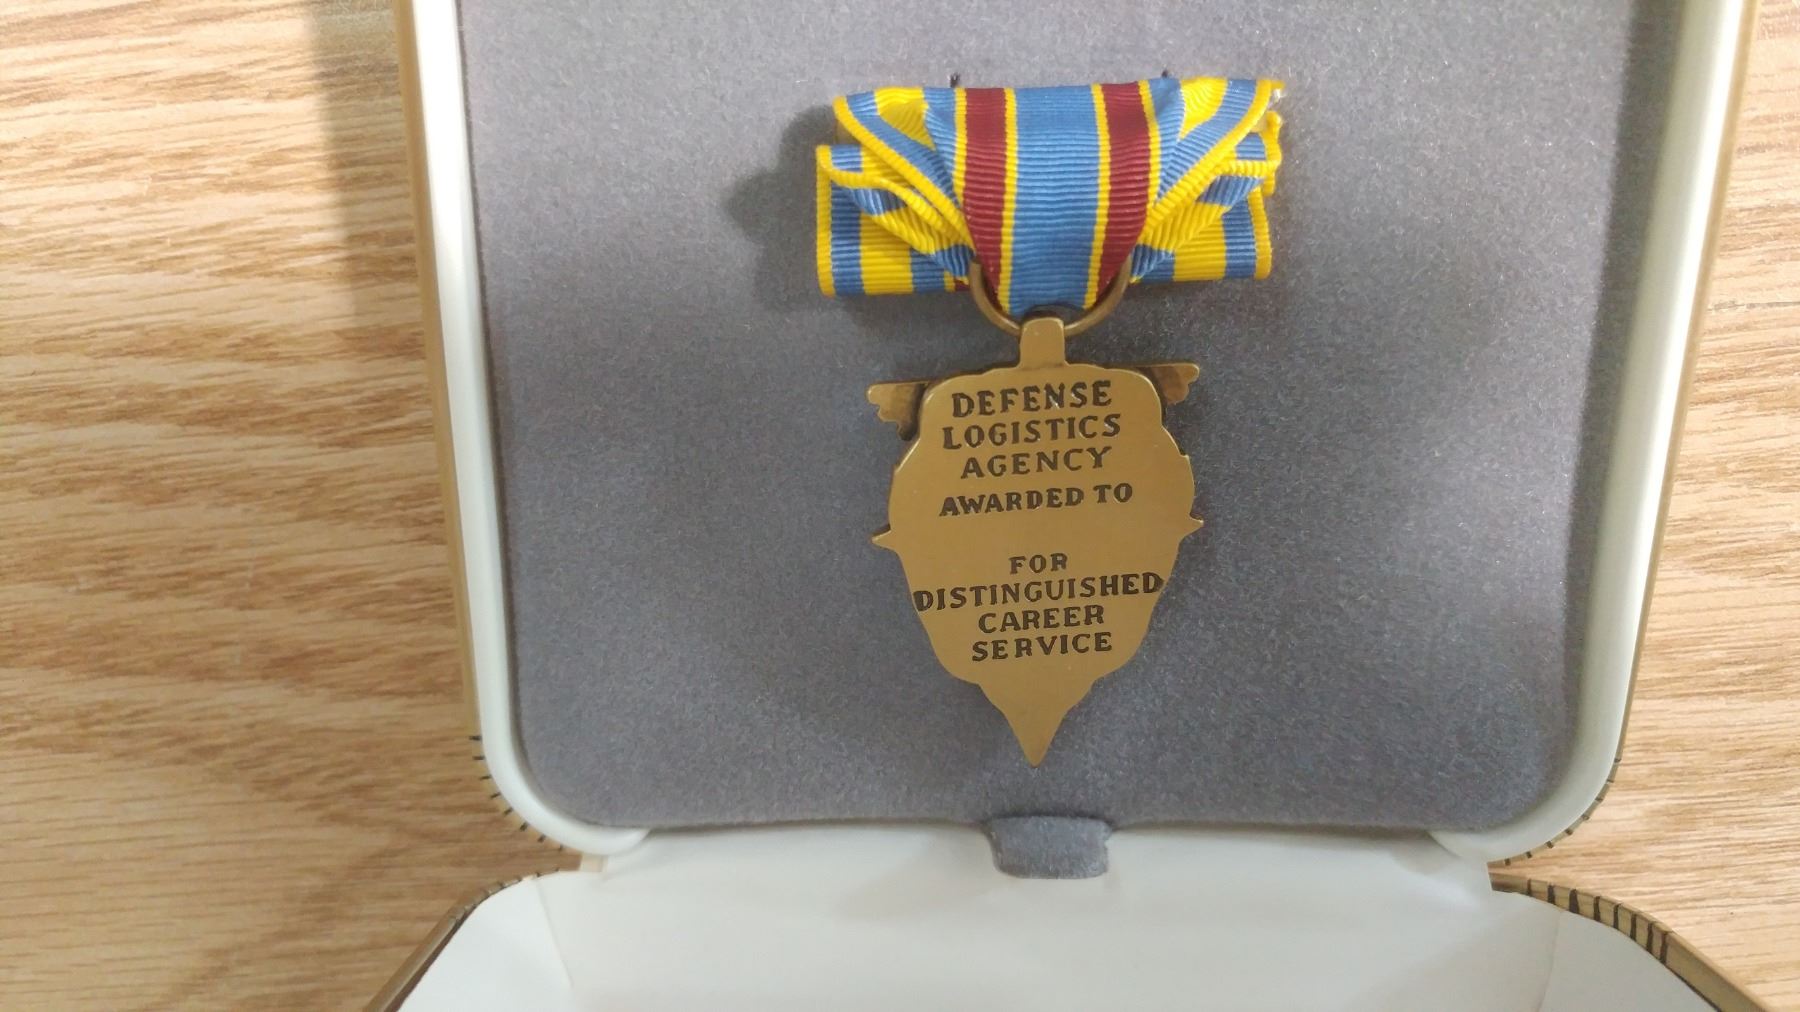 DEFENSE
LOGISTICS
AGENCY
AWARDED TO
FOR
DISTINGUISHED
CAREER
SERVICE